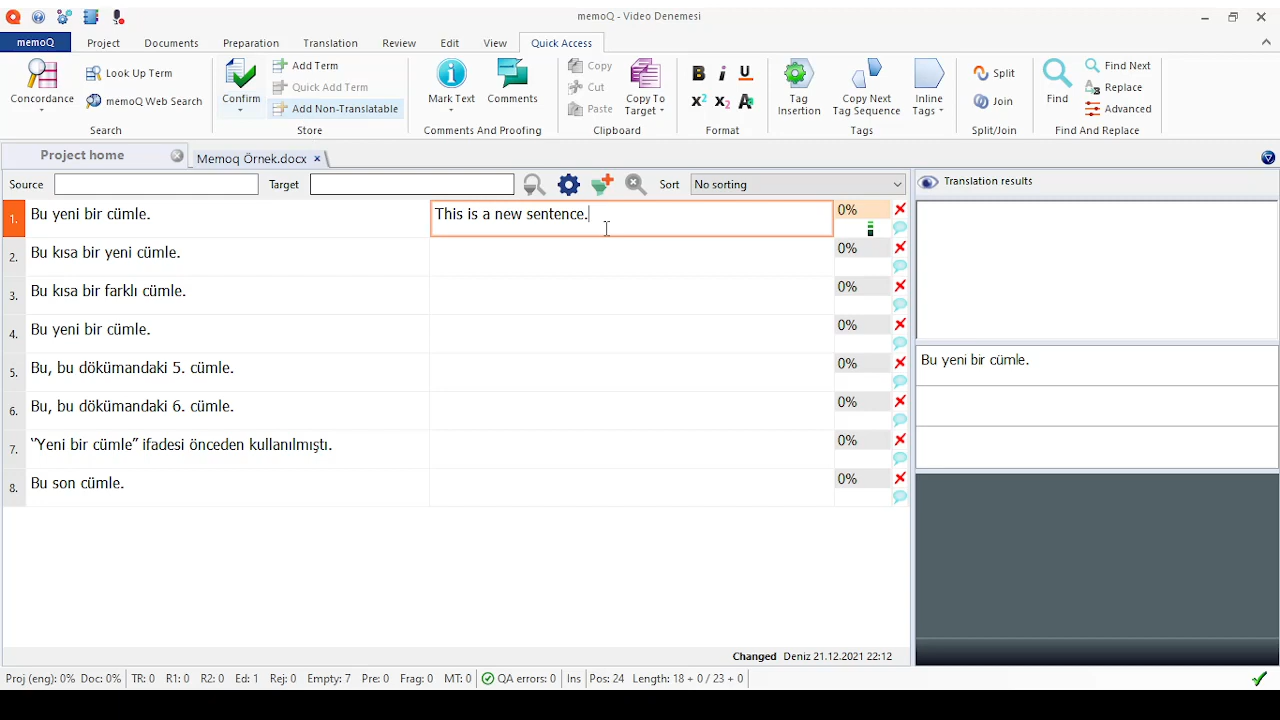 memoQ - Video Denemesi
memoQ Project Documents Preparation Translation Review Edit View Quick Access
Concordance
Look Up Term
memoQ Web Search
Search
Confirm
Add Term
Quick Add Term
Add Non-Translatable
Store
Mark Text
Comments
Comments And Proofing
Copy
Cut
Paste
Copy To
Target
Clipboard
B i U
X² X₂ A
Format
Tag
Insertion
Copy Next
Tag Sequence
Inline
Tags
Tags
Split
Join
Split/Join
Find
Find Next
Replace
Advanced
Find And Replace
Project home
Memoq Örnek.docx
Source Target Sort No sorting
Translation results
1. Bu yeni bir cümle. This is a new sentence. 0%
2. Bu kısa bir yeni cümle. 0%
3. Bu kısa bir farklı cümle. 0%
4. Bu yeni bir cümle. 0%
5. Bu, bu dökümandaki 5. cümle. 0%
6. Bu, bu dökümandaki 6. cümle. 0%
7. “Yeni bir cümle” ifadesi önceden kullanılmıştı. 0%
8. Bu son cümle. 0%
Bu yeni bir cümle.
Changed Deniz 21.12.2021 22:12
Proj (eng): 0% Doc: 0% TR: 0 R1: 0 R2: 0 Ed: 1 Rej: 0 Empty: 7 Pre: 0 Frag: 0 MT: 0 QA errors: 0 Ins Pos: 24 Length: 18 + 0 / 23 + 0